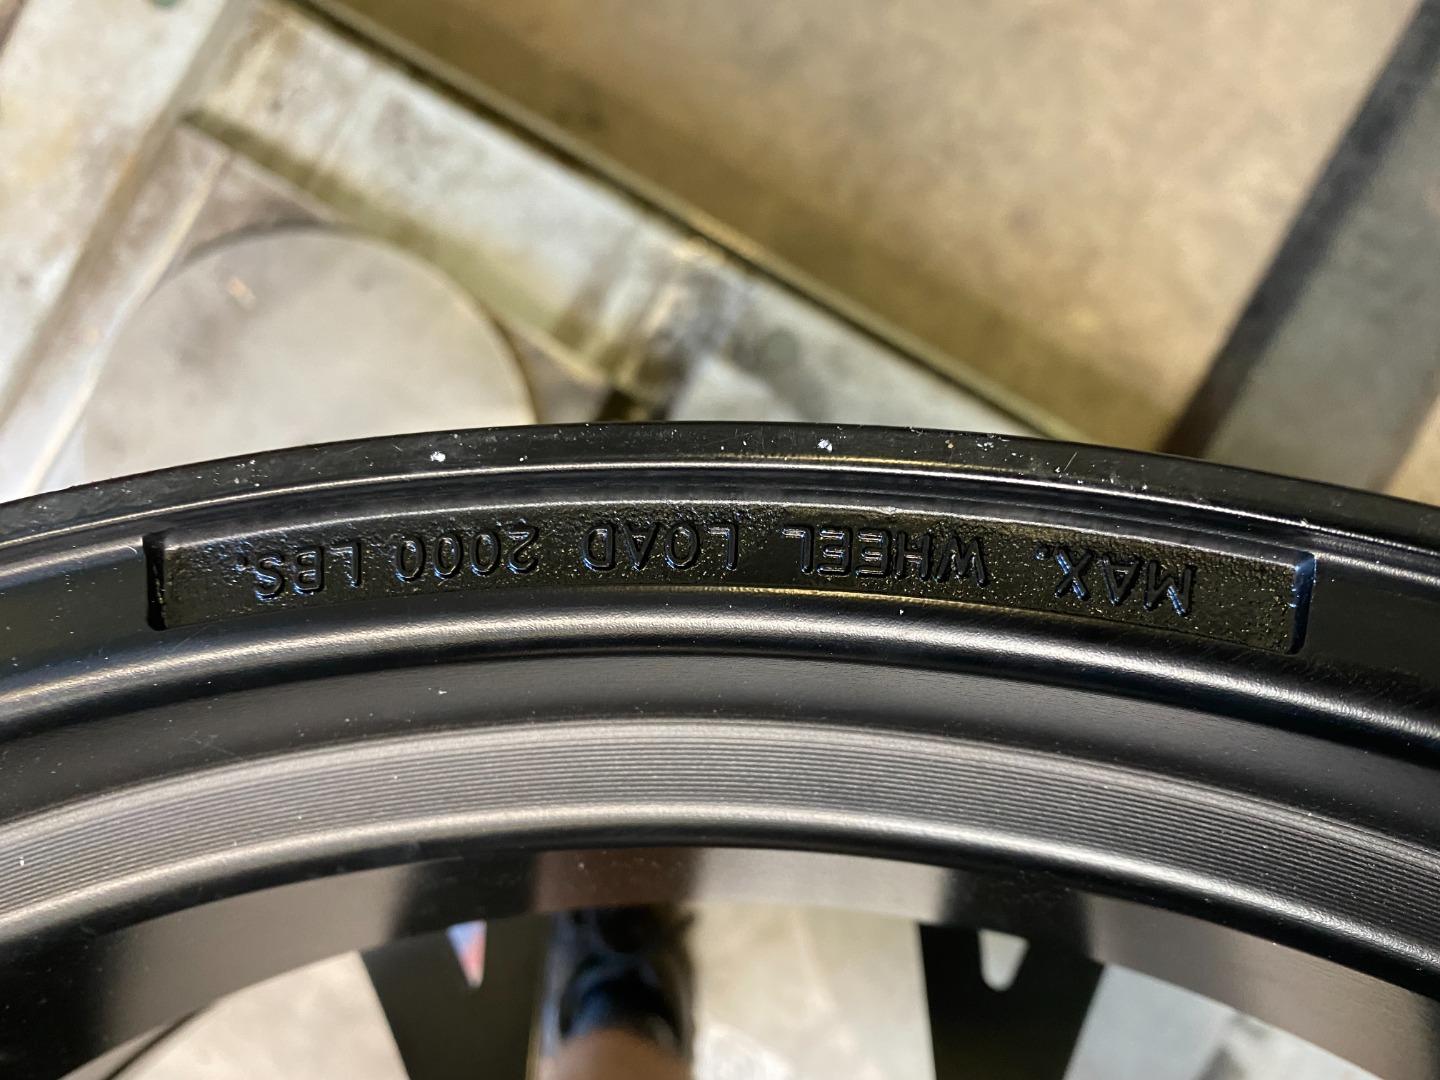 MAX. WHEEL LOAD 2000 LBS.